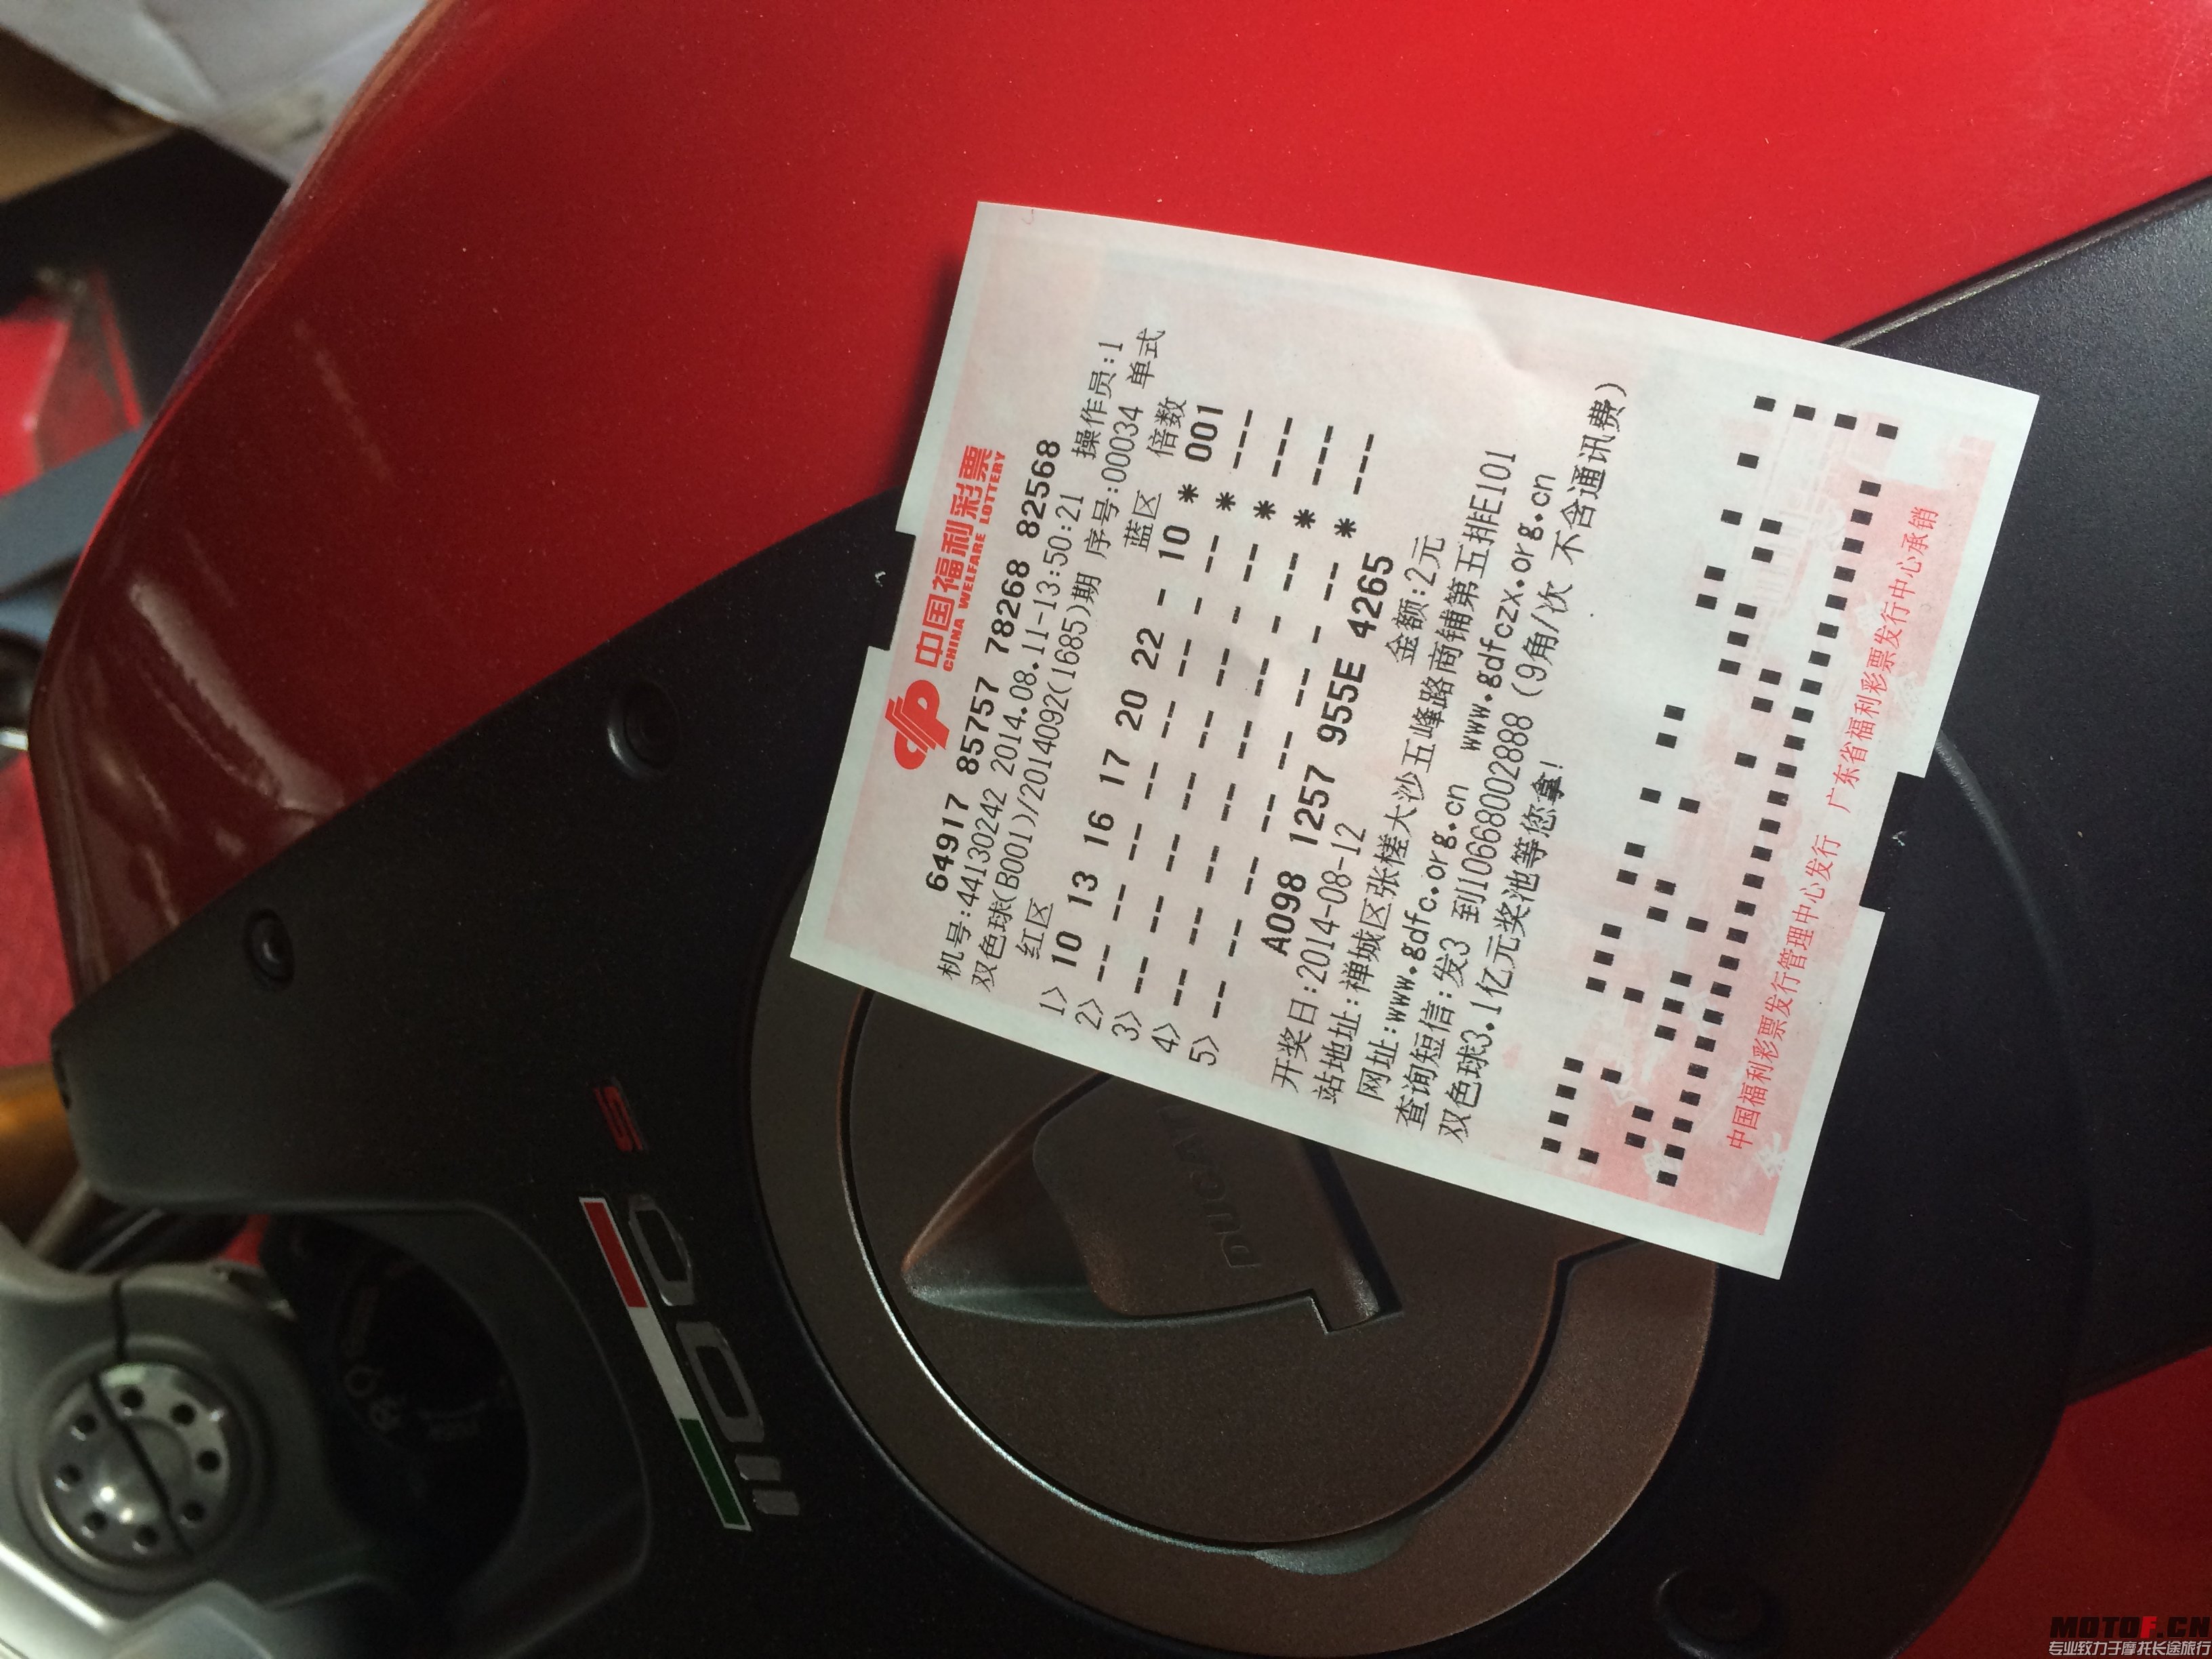 中国福利彩票
CHINA WELFARE LOTTERY
64917 85757 78268 82568
机号:441130242 2014.08.11-13:50:21 操作员:1
双色球(B001)/2014092(1685)期 序号:000034 单式
红区 蓝区 倍数
1> 10 13 16 17 20 22 - 10 * 001
2> -- -- -- -- -- -- - -- * ---
3> -- -- -- -- -- -- - -- * ---
4> -- -- -- -- -- -- - -- * ---
5> -- -- -- -- -- -- - -- * ---
A098 1257 955E 4265
开奖日:2014-08-12 金额:2元
站地址:禅城区张槎大沙五峰路商铺第五排E101
网址:www.gdfc.org.cn www.gdfczx.org.cn
查询短信:发3 到10668002888 (9角/次 不含通讯费)
双色球3.1亿元奖池等您拿!
中国福利彩票发行管理中心发行 广东省福利彩票发行中心承销
DUCATI
S
MOTOF.CN
专业致力于摩托长途旅行